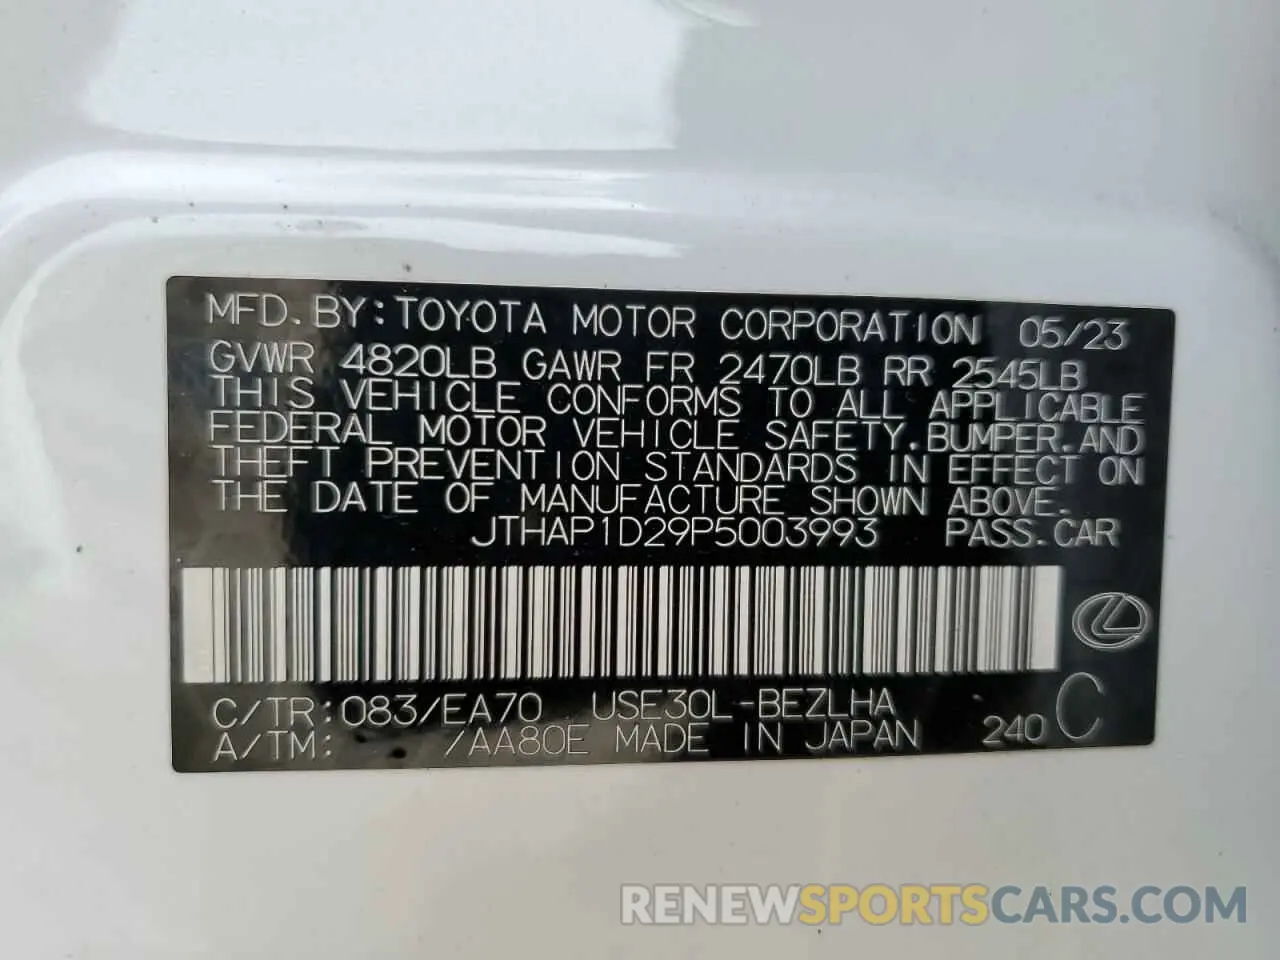 MFD. BY: TOYOTA MOTOR CORPORATION 05/23
GVWR 4820LB GAWR FR 2470LB RR 2545LB
THIS VEHICLE CONFORMS TO ALL APPLICABLE
FEDERAL MOTOR VEHICLE SAFETY, BUMPER, AND
THEFT PREVENTION STANDARDS IN EFFECT ON
THE DATE OF MANUFACTURE SHOWN ABOVE.
JTHAP1D29P5003993 PASS. CAR
C/TR: 083/EA70 USE30L-BEZLHA
A/TM: /AA80E MADE IN JAPAN 240 C
RENEWSPORTSCARS.COM